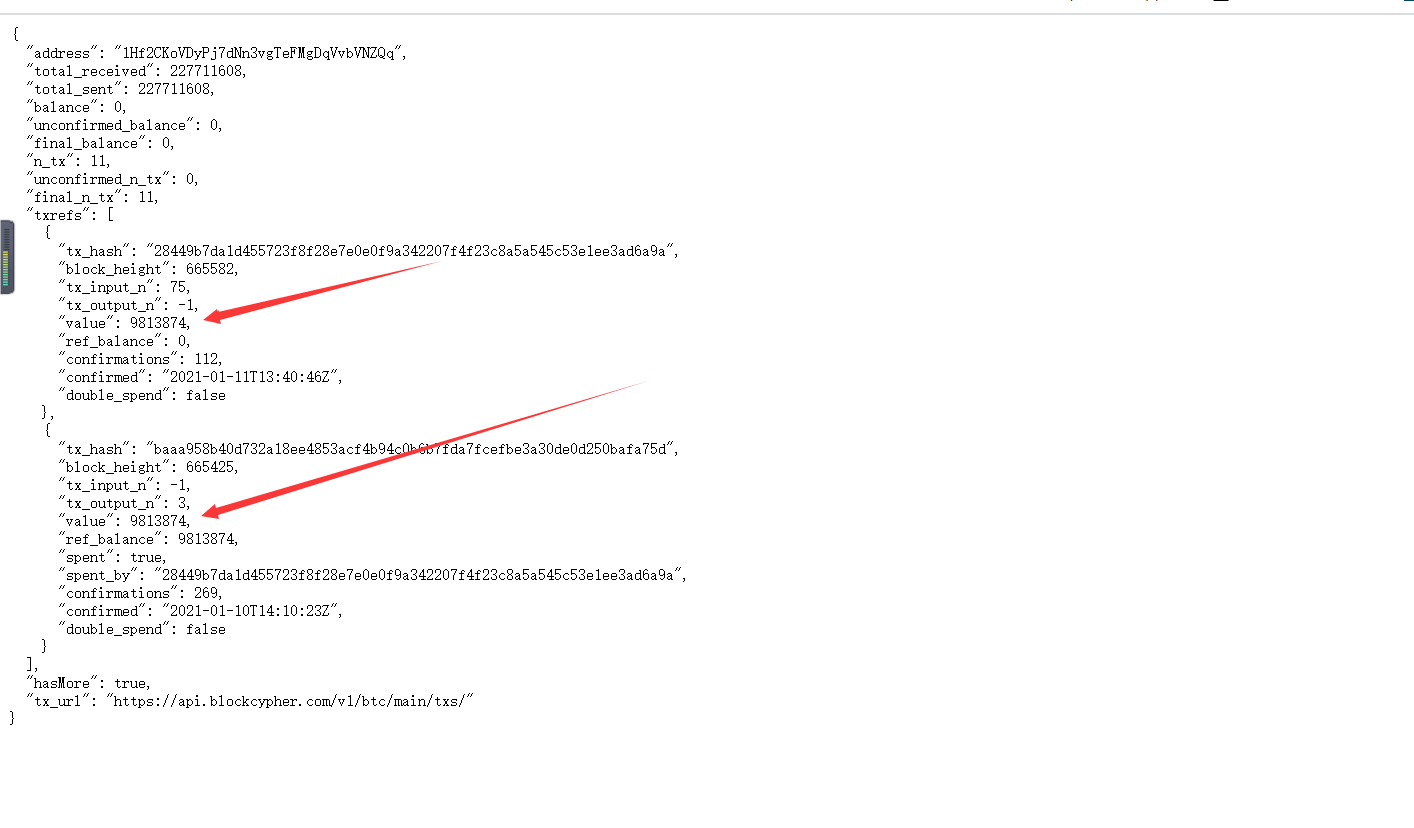 {
"address": "1Hf2CKoVDyPj7dNn3vgTeFMgDqVvbVNZQq",
"total_received": 227711608,
"total_sent": 227711608,
"balance": 0,
"unconfirmed_balance": 0,
"final_balance": 0,
"n_tx": 11,
"unconfirmed_n_tx": 0,
"final_n_tx": 11,
"txrefs": [
{
"tx_hash": "28449b7da1d455723f8f28e7e0e0f9a342207f4f23c8a5a545c53e1ee3ad6a9a",
"block_height": 665582,
"tx_input_n": 75,
"tx_output_n": -1,
"value": 9813874,
"ref_balance": 0,
"confirmations": 112,
"confirmed": "2021-01-11T13:40:46Z",
"double_spend": false
},
{
"tx_hash": "baaa958b40d732a18ee4853acf4b94c0b6b7fda7fcefbe3a30de0d250bafa75d",
"block_height": 665425,
"tx_input_n": -1,
"tx_output_n": 3,
"value": 9813874,
"ref_balance": 9813874,
"spent": true,
"spent_by": "28449b7da1d455723f8f28e7e0e0f9a342207f4f23c8a5a545c53e1ee3ad6a9a",
"confirmations": 269,
"confirmed": "2021-01-10T14:10:23Z",
"double_spend": false
}
],
"hasMore": true,
"tx_url": "https://api.blockcypher.com/v1/btc/main/txs/"
}